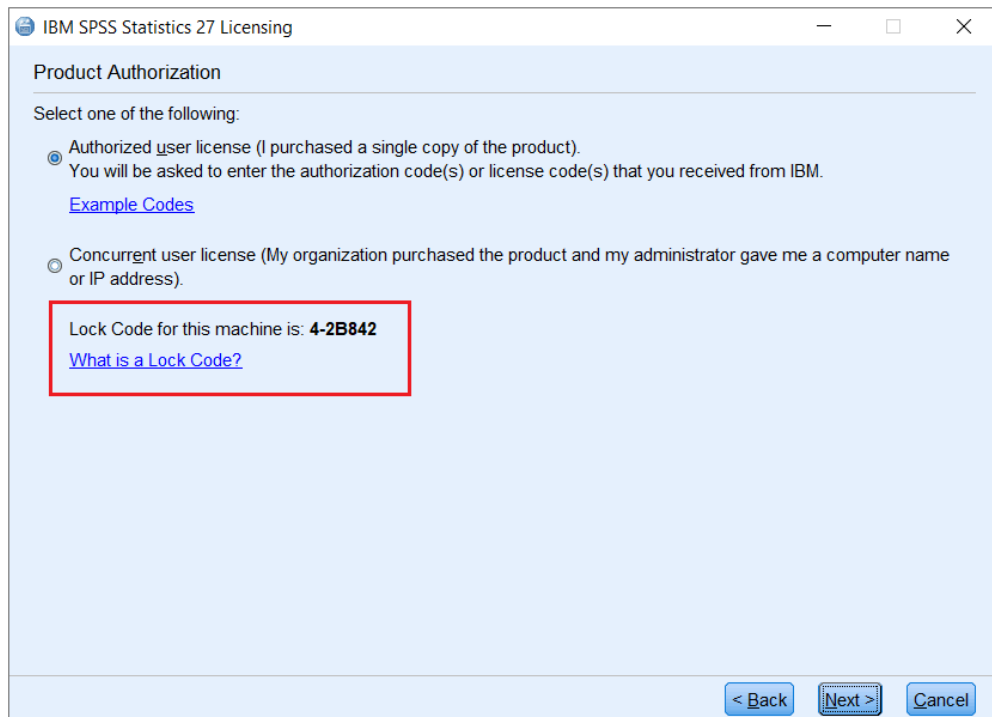 IBM SPSS Statistics 27 Licensing
Product Authorization
Select one of the following:
Authorized user license (I purchased a single copy of the product).
You will be asked to enter the authorization code(s) or license code(s) that you received from IBM.
Example Codes
Concurrent user license (My organization purchased the product and my administrator gave me a computer name
or IP address).
Lock Code for this machine is: 4-2B842
What is a Lock Code?
< Back Next > Cancel